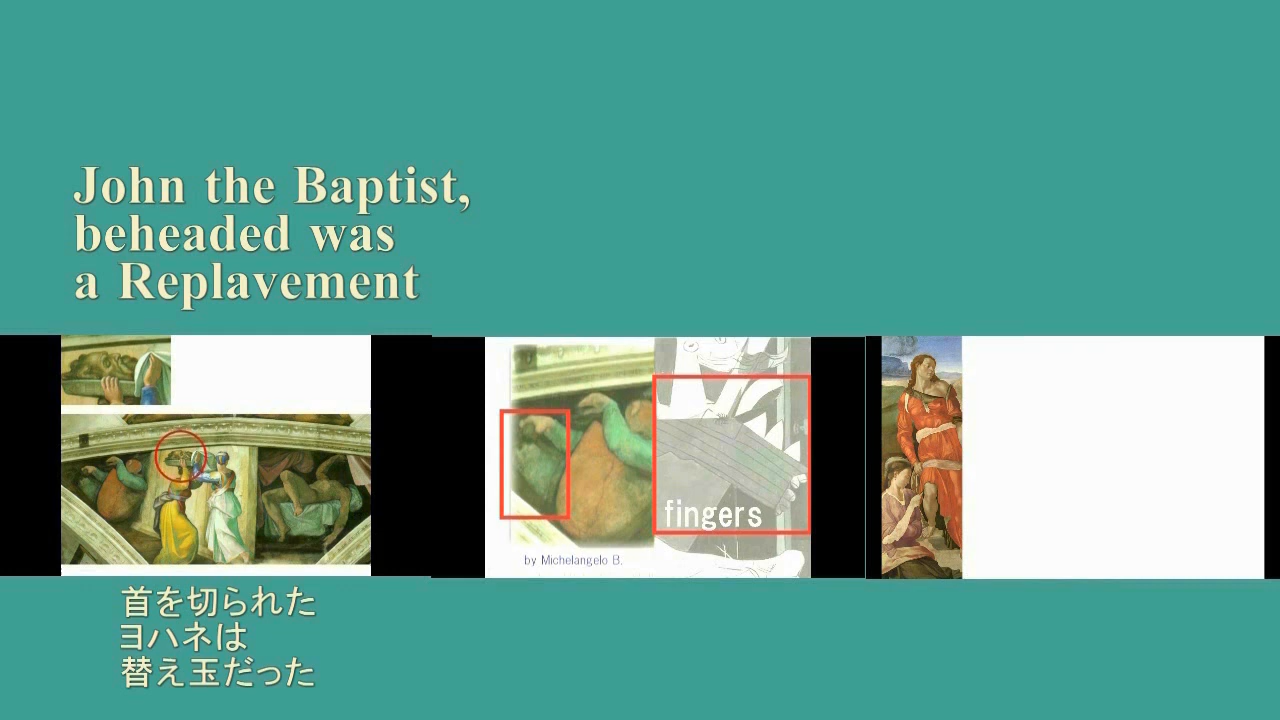 John the Baptist,
beheaded was
a Replavement
fingers
by Michelangelo B.
首を切られた
ヨハネは
替え玉だった